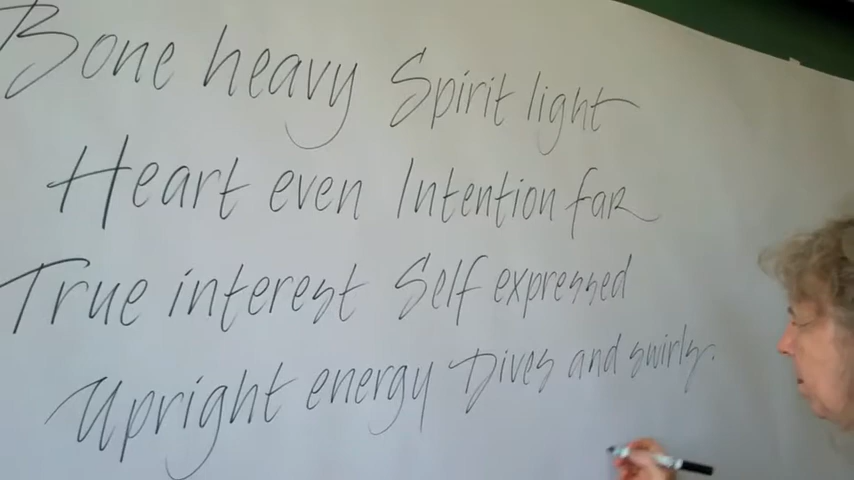 Bone heavy Spirit light
Heart even Intention far
True interest Self expressed
Upright energy Dives and swirls.